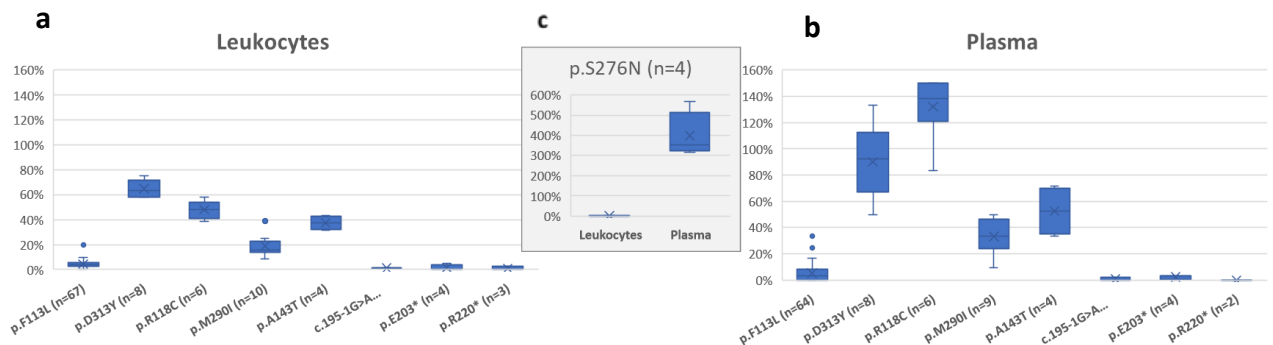 a
Leukocytes
160%
140%
120%
100%
80%
60%
40%
20%
0%
p.F113L (n=67)
p.D313Y (n=8)
p.R118C (n=6)
p.M290I (n=10)
p.A143T (n=4)
c.195-1G>A...
p.E203* (n=4)
p.R220* (n=3)
c
p.S276N (n=4)
600%
500%
400%
300%
200%
100%
0%
Leukocytes
Plasma
b
Plasma
160%
140%
120%
100%
80%
60%
40%
20%
0%
p.F113L (n=64)
p.D313Y (n=8)
p.R118C (n=6)
p.M290I (n=9)
p.A143T (n=4)
c.195-1G>A...
p.E203* (n=4)
p.R220* (n=2)